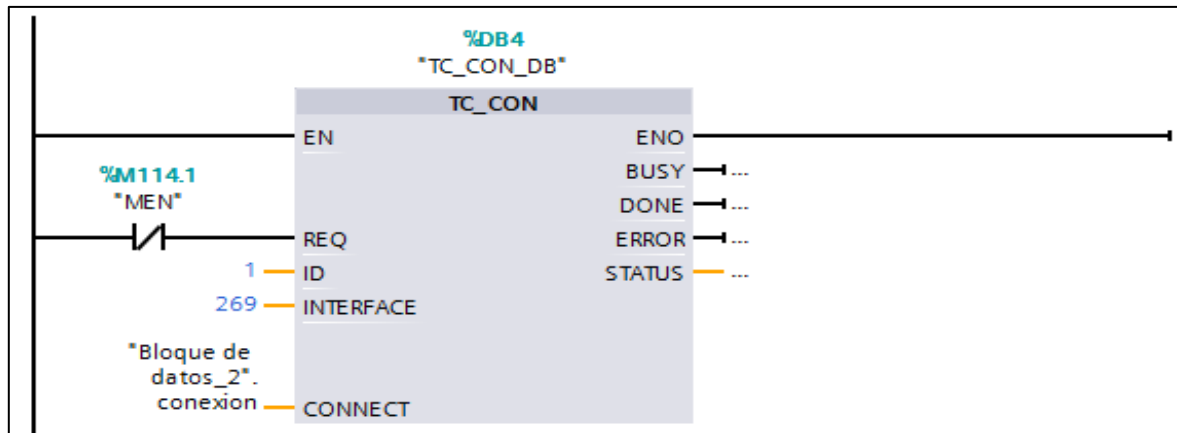 %DB4
"TC_CON_DB"
TC_CON
EN
ENO
%M114.1
"MEN"
BUSY
...
DONE
...
REQ
ERROR
...
1
ID
STATUS
...
269
INTERFACE
"Bloque de
datos_2".
conexion
CONNECT